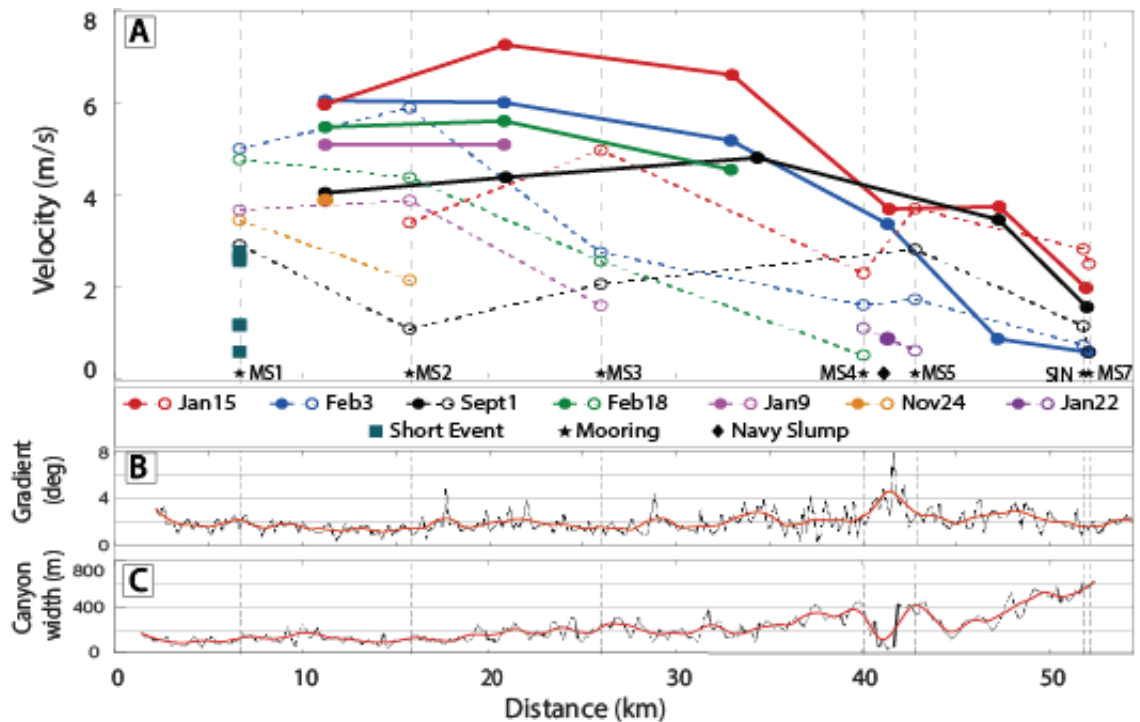 A
8
6
4
2
0
Velocity (m/s)
MS1
MS2
MS3
MS4
MS5
SIN
MS7
Jan15
Feb3
Sept1
Feb18
Jan9
Nov24
Jan22
Short Event
Mooring
Navy Slump
B
8
4
0
Gradient
(deg)
C
800
400
0
Canyon
width (m)
0
10
20
30
40
50
Distance (km)